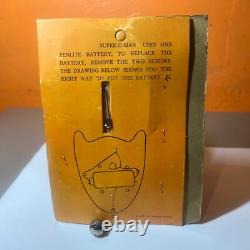 SUPER-O-MAN USES ONE
PENLITE BATTERY, TO REPLACE THE
BATTERY, REMOVE THE TWO SCREWS.
THE DRAWING BELOW SHOWS YOU THE
RIGHT WAY TO PUT THE BATTERY IN.